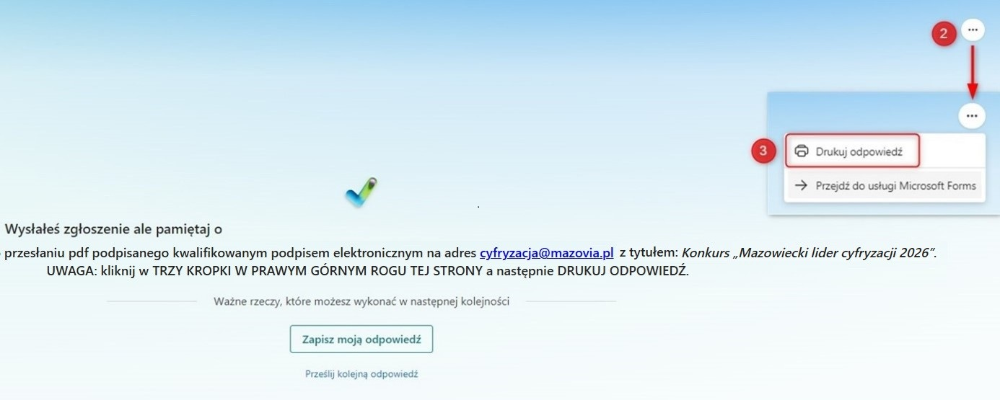 2
3
Drukuj odpowiedź
Przejdź do usługi Microsoft Forms
Wysłałeś zgłoszenie ale pamiętaj o
przesłaniu pdf podpisanego kwalifikowanym podpisem elektronicznym na adres cyfryzacja@mazovia.pl z tytułem: Konkurs „Mazowiecki lider cyfryzacji 2026”.
UWAGA: kliknij w TRZY KROPKI W PRAWYM GÓRNYM ROGU TEJ STRONY a następnie DRUKUJ ODPOWIEDŹ.
Ważne rzeczy, które możesz wykonać w następnej kolejności
Zapisz moją odpowiedź
Prześlij kolejną odpowiedź